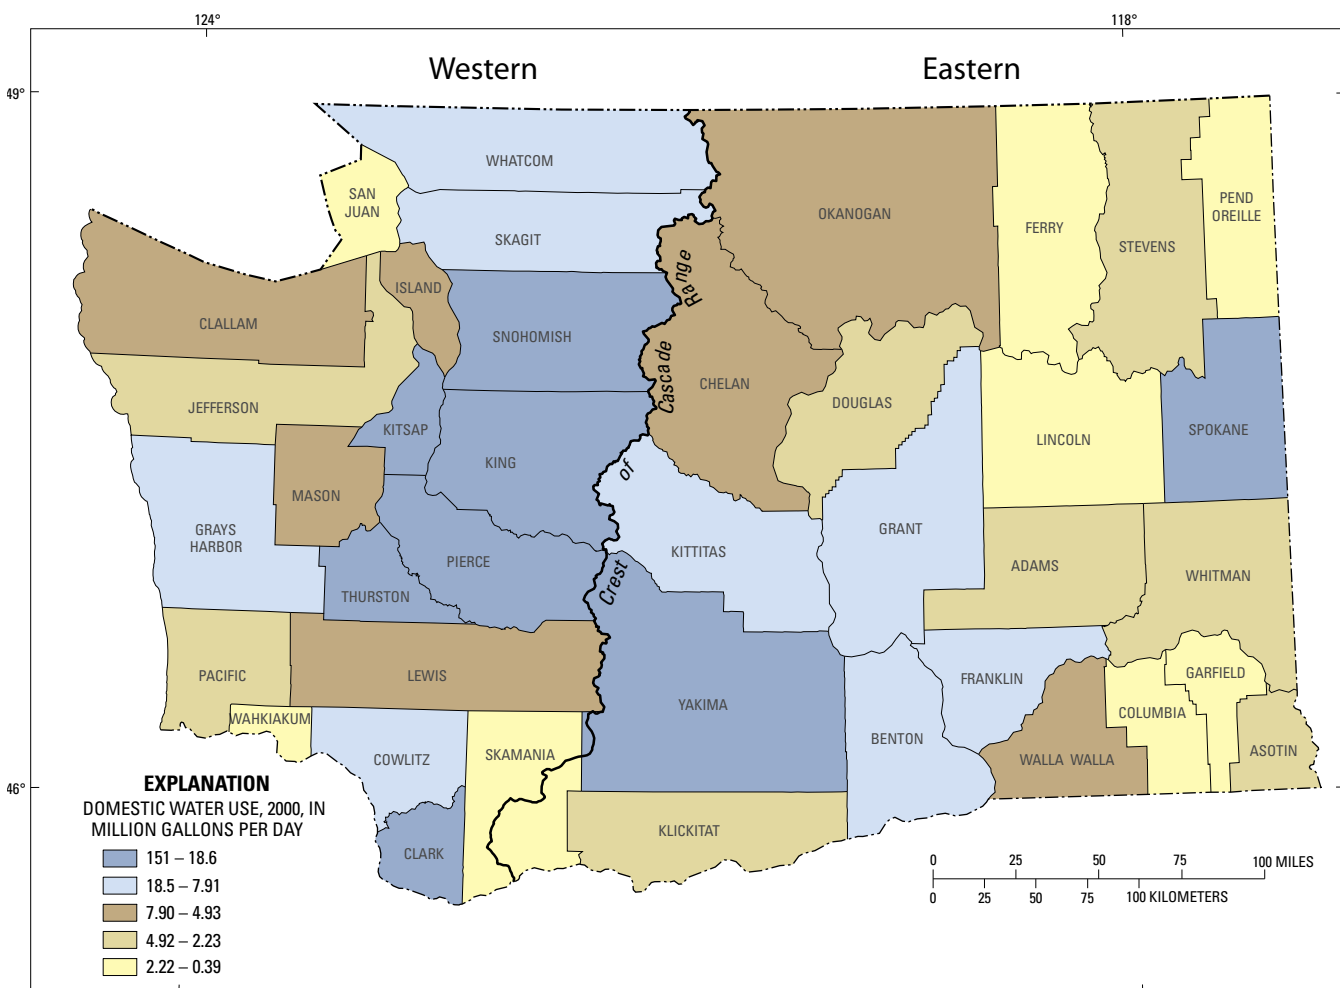 124°
118°
49°
Western
Eastern
WHATCOM
SAN
JUAN
SKAGIT
OKANOGAN
FERRY
STEVENS
PEND
OREILLE
ISLAND
CLALLAM
SNOHOMISH
CHELAN
JEFFERSON
KITSAP
KING
DOUGLAS
LINCOLN
SPOKANE
MASON
GRAYS
HARBOR
PIERCE
THURSTON
KITTITAS
GRANT
ADAMS
WHITMAN
Crest of Cascade Range
PACIFIC
LEWIS
YAKIMA
FRANKLIN
GARFIELD
WAHKIAKUM
COLUMBIA
COWLITZ
SKAMANIA
BENTON
WALLA WALLA
ASOTIN
CLARK
KLICKITAT
46°
EXPLANATION
DOMESTIC WATER USE, 2000, IN
MILLION GALLONS PER DAY
151 – 18.6
18.5 – 7.91
7.90 – 4.93
4.92 – 2.23
2.22 – 0.39
0 25 50 75 100 MILES
0 25 50 75 100 KILOMETERS